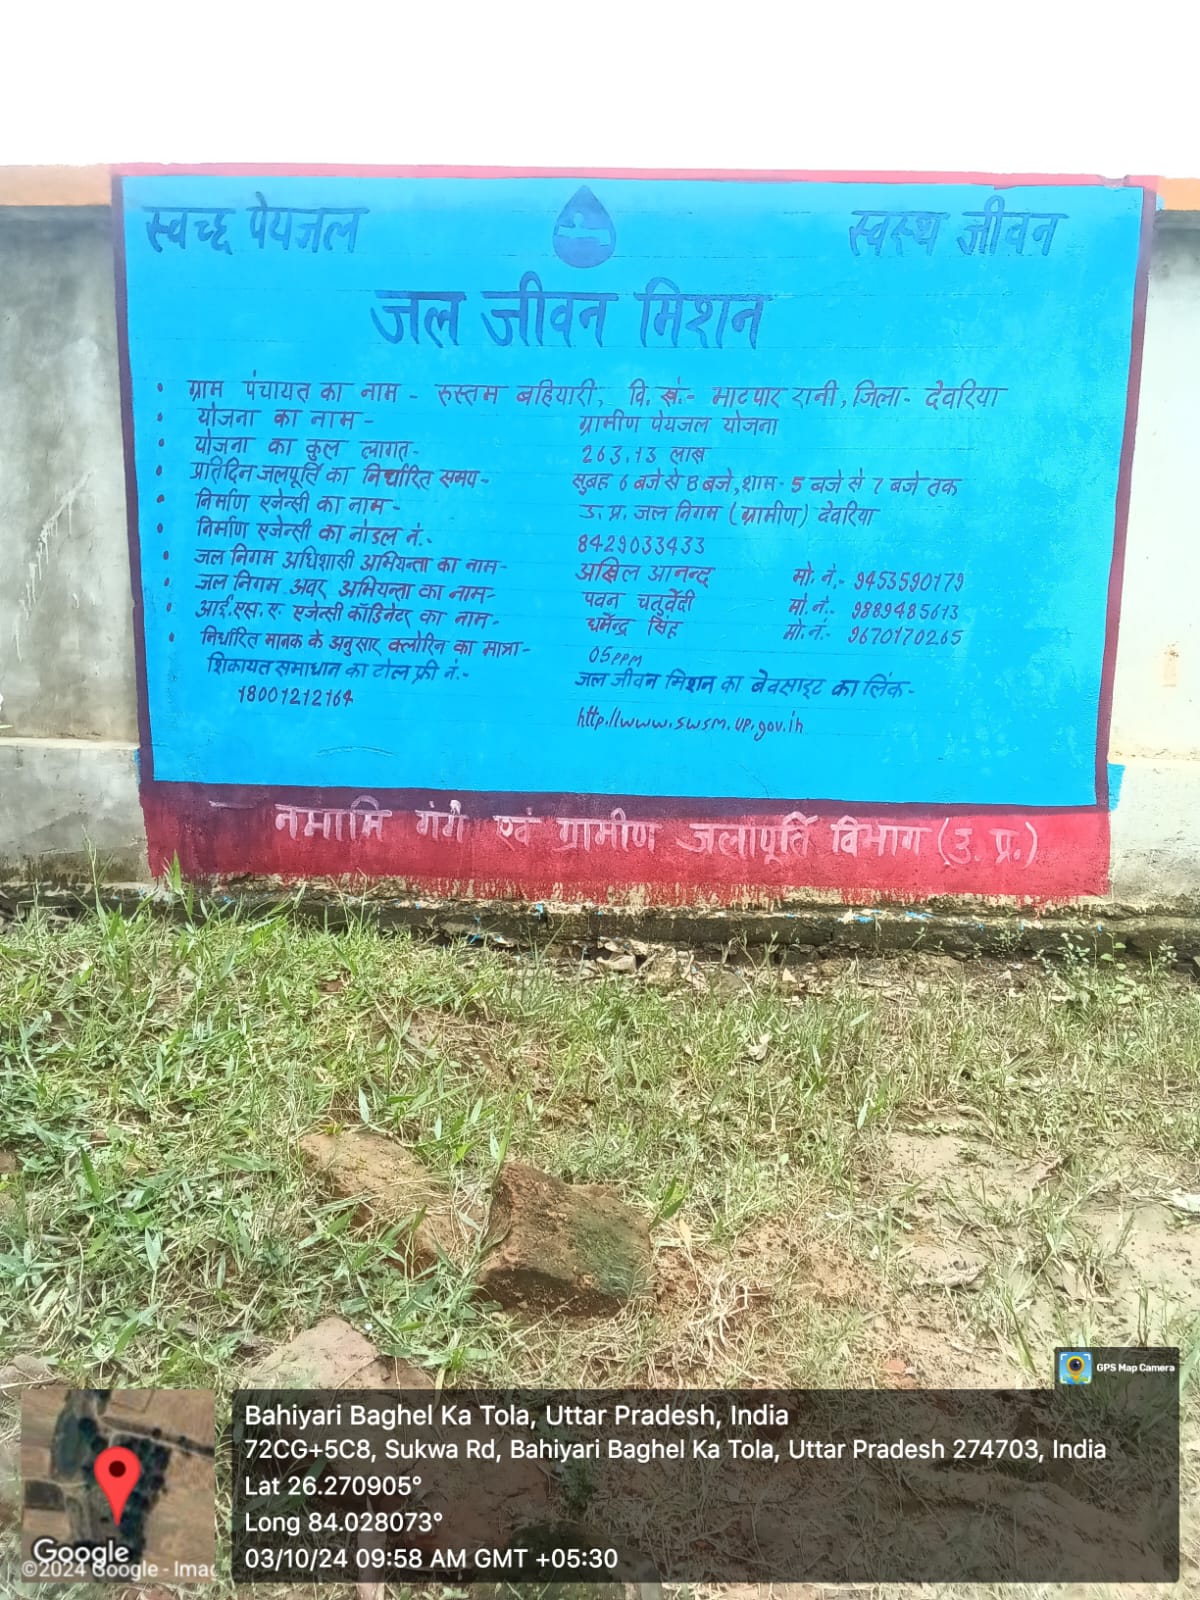 स्वच्छ पेयजल
स्वस्थ जीवन
जल जीवन मिशन
• ग्राम पंचायत का नाम - रुस्तम बहियारी, वि. खं.- भाटपार रानी, जिला- देवरिया
• योजना का नाम - ग्रामीण पेयजल योजना
• योजना का कुल लागत- 263.13 लाख
• प्रतिदिन जलपूर्ति का निर्धारित समय- सुबह 6 बजे से 8 बजे, शाम- 5 बजे से 7 बजे तक
• निर्माण एजेन्सी का नाम- उ. प्र. जल निगम (ग्रामीण) देवरिया
• निर्माण एजेन्सी का नोडल नं.- 8429033433
• जल निगम अधिशासी अभियन्ता का नाम- अखिल आनन्द मो. नं.- 9453590179
• जल निगम अवर अभियन्ता का नाम- पवन चतुर्वेदी मो. नं.- 9889485613
• आई.एस.ए. एजेन्सी कॉडिनेटर का नाम- धर्मेन्द्र सिंह मो. नं.- 9670170265
• निर्धारित मानक के अनुसार क्लोरिन का मात्रा- 05PPM
शिकायत समाधान का टोल फ्री नं.- जल जीवन मिशन का बेवसाइट का लिंक-
18001212164 http://www.swsm.up.gov.in
नमामि गंगे एवं ग्रामीण जलापूर्ति विभाग (उ. प्र.)
GPS Map Camera
Bahiyari Baghel Ka Tola, Uttar Pradesh, India
72CG+5C8, Sukwa Rd, Bahiyari Baghel Ka Tola, Uttar Pradesh 274703, India
Lat 26.270905°
Long 84.028073°
03/10/24 09:58 AM GMT +05:30
Google
©2024 Google - Imag